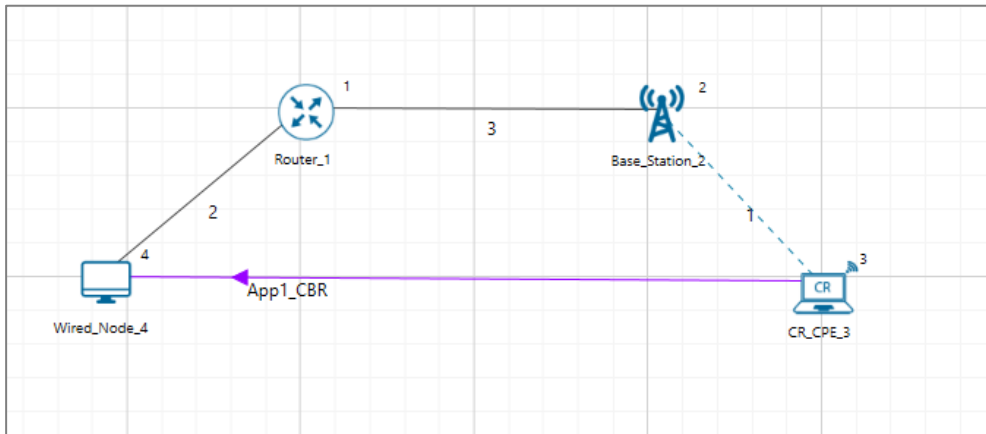 1
Router_1
2
Base_Station_2
3
2
1
4
Wired_Node_4
App1_CBR
3
CR
CR_CPE_3